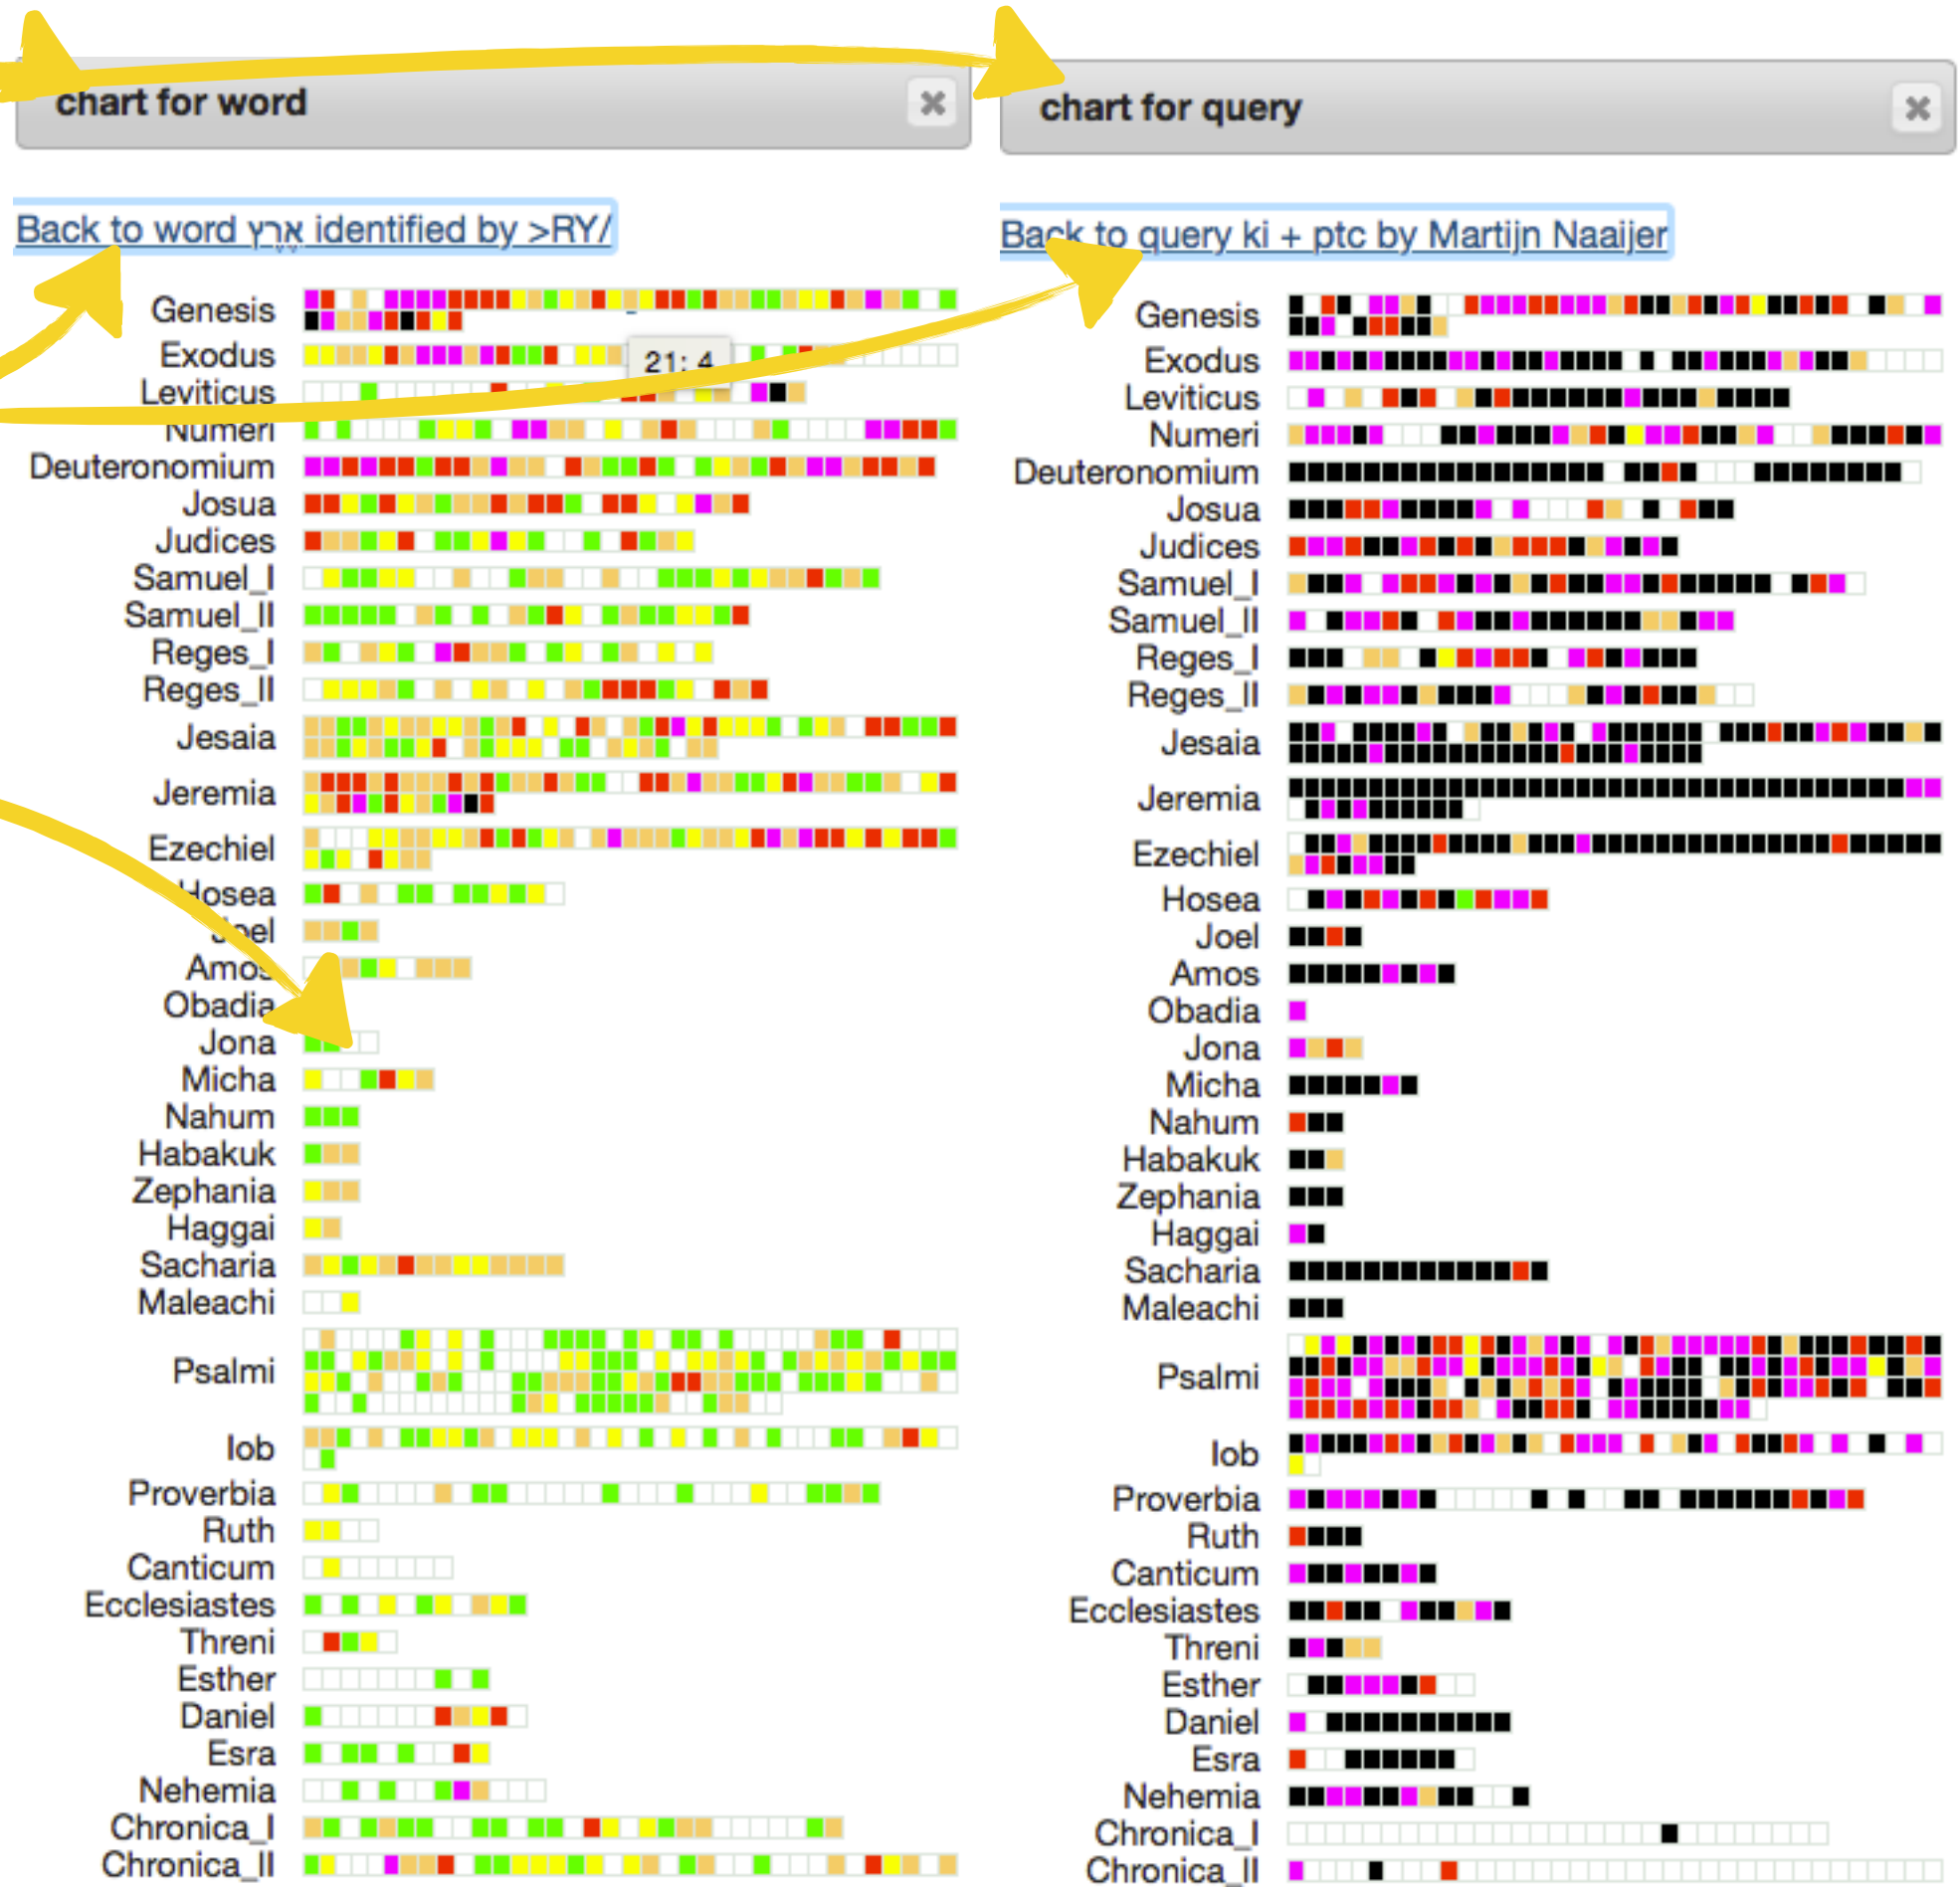 chart for word
Back to word אֶרֶץ identified by >RY/
Genesis
Exodus
21: 4
Leviticus
Numeri
Deuteronomium
Josua
Judices
Samuel_I
Samuel_II
Reges_I
Reges_II
Jesaia
Jeremia
Ezechiel
Hosea
Joel
Amos
Obadia
Jona
Micha
Nahum
Habakuk
Zephania
Haggai
Sacharia
Maleachi
Psalmi
Iob
Proverbia
Ruth
Canticum
Ecclesiastes
Threni
Esther
Daniel
Esra
Nehemia
Chronica_I
Chronica_II
chart for query
Back to query ki + ptc by Martijn Naaijer
Genesis
Exodus
Leviticus
Numeri
Deuteronomium
Josua
Judices
Samuel_I
Samuel_II
Reges_I
Reges_II
Jesaia
Jeremia
Ezechiel
Hosea
Joel
Amos
Obadia
Jona
Micha
Nahum
Habakuk
Zephania
Haggai
Sacharia
Maleachi
Psalmi
Iob
Proverbia
Ruth
Canticum
Ecclesiastes
Threni
Esther
Daniel
Esra
Nehemia
Chronica_I
Chronica_II